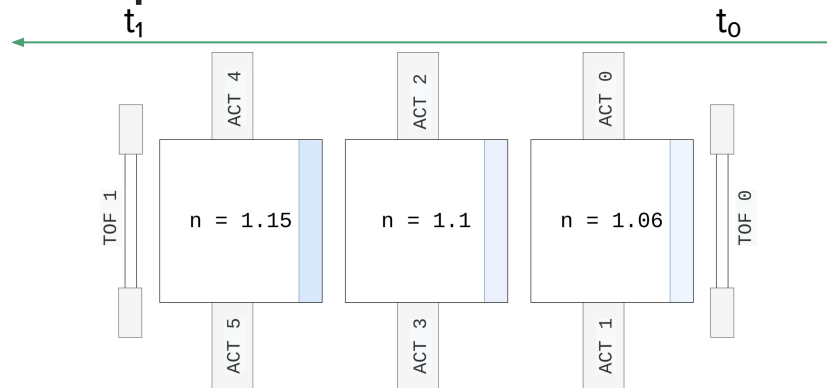 t₁
t₀
ACT 4
ACT 2
ACT 0
TOF 1
n = 1.15
n = 1.1
n = 1.06
TOF 0
ACT 5
ACT 3
ACT 1